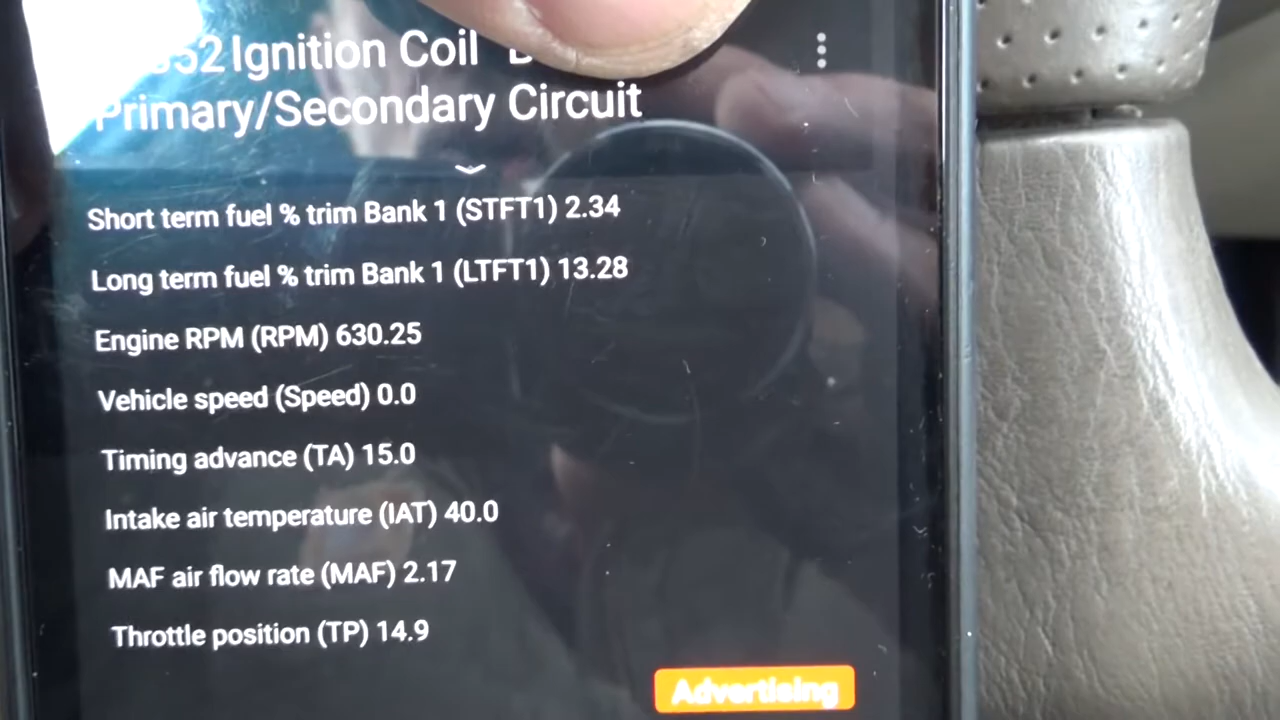 52 Ignition Coil
Primary/Secondary Circuit
Short term fuel % trim Bank 1 (STFT1) 2.34
Long term fuel % trim Bank 1 (LTFT1) 13.28
Engine RPM (RPM) 630.25
Vehicle speed (Speed) 0.0
Timing advance (TA) 15.0
Intake air temperature (IAT) 40.0
MAF air flow rate (MAF) 2.17
Throttle position (TP) 14.9
Advertising